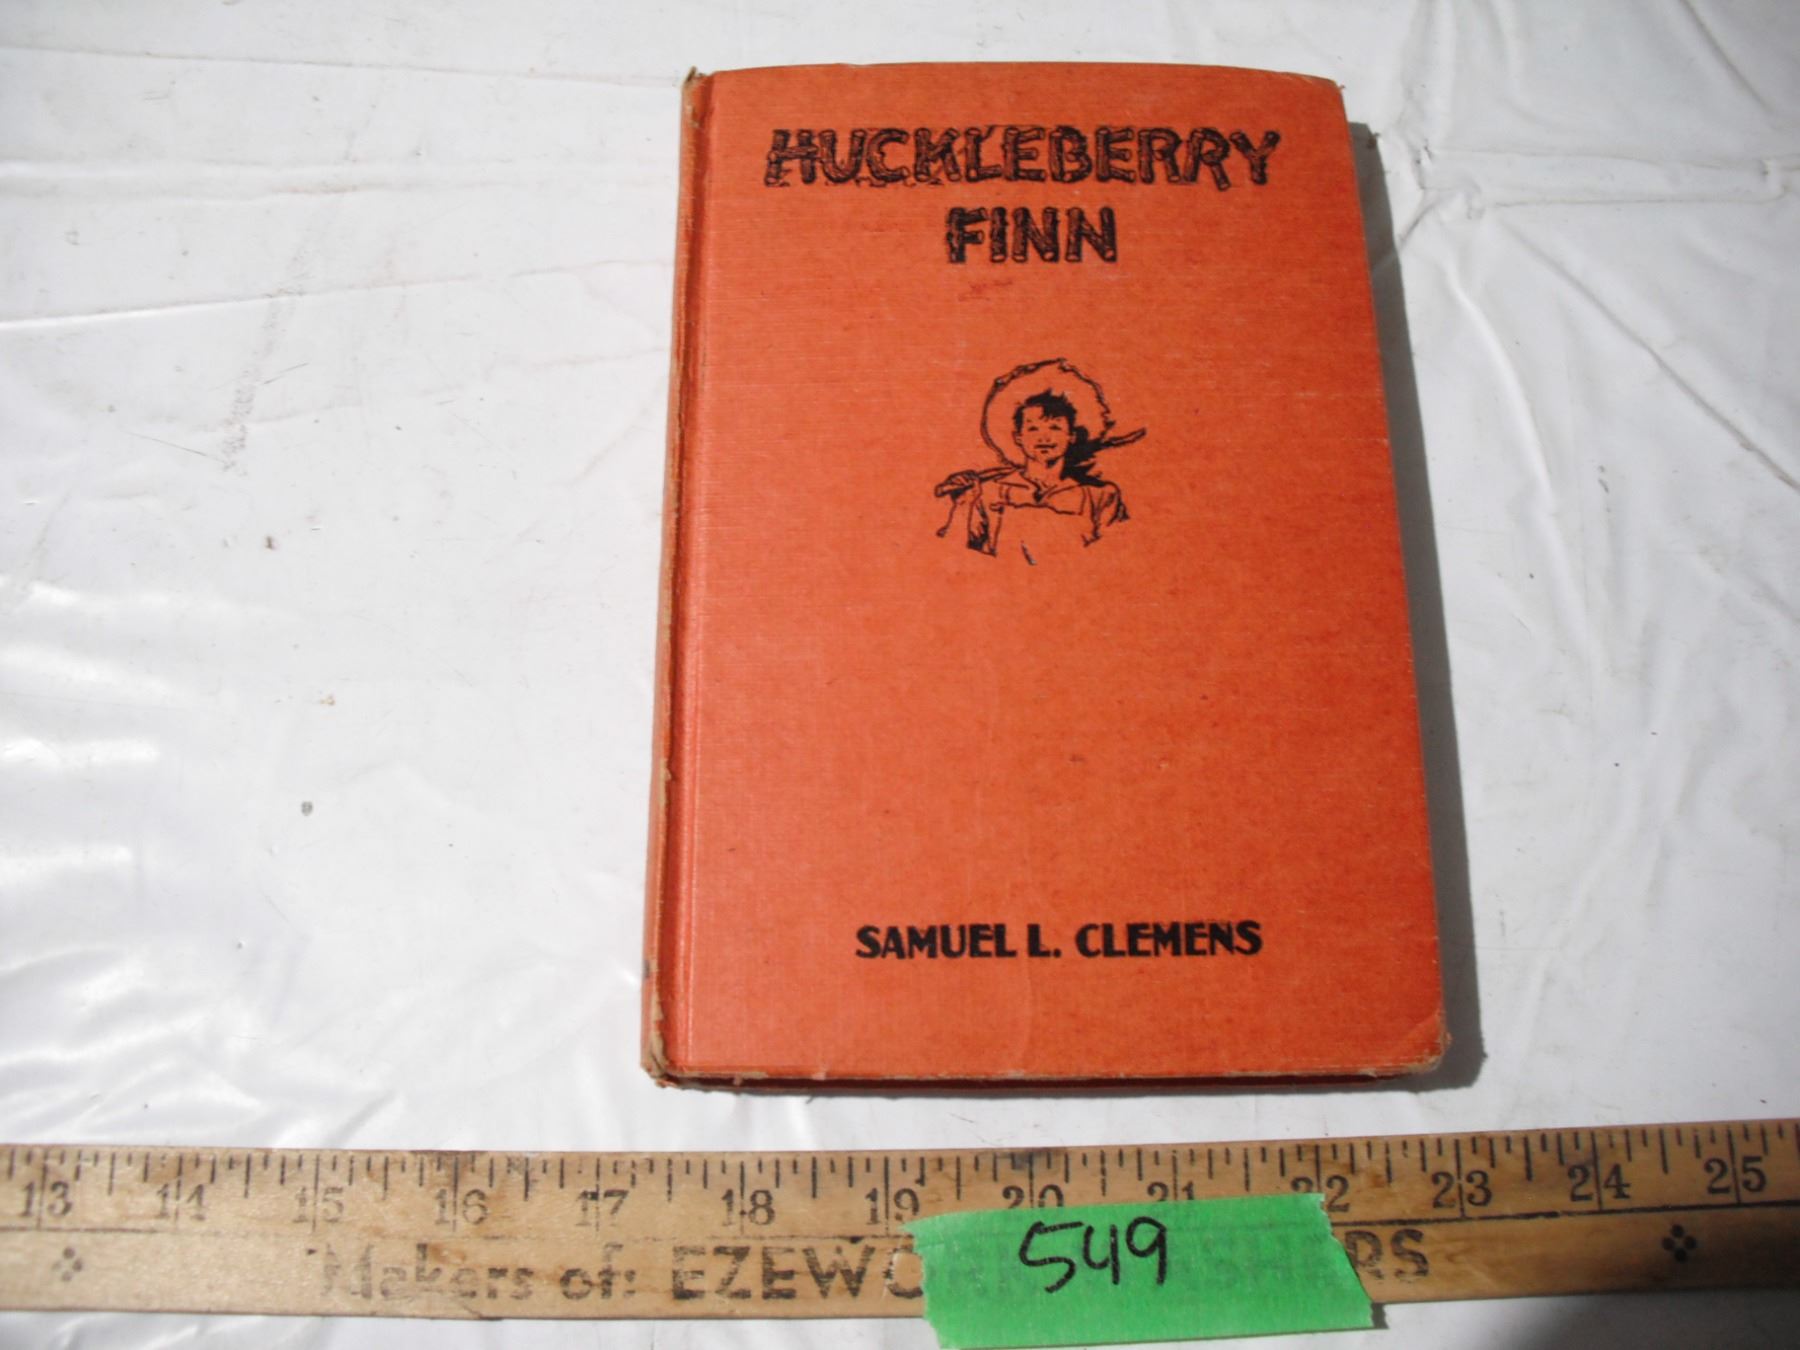 HUCKLEBERRY
FINN
SAMUEL L. CLEMENS
13 14 15 16 17 18 19 20 21 22 23 24 25
Makers of: EZEWO
RS
549